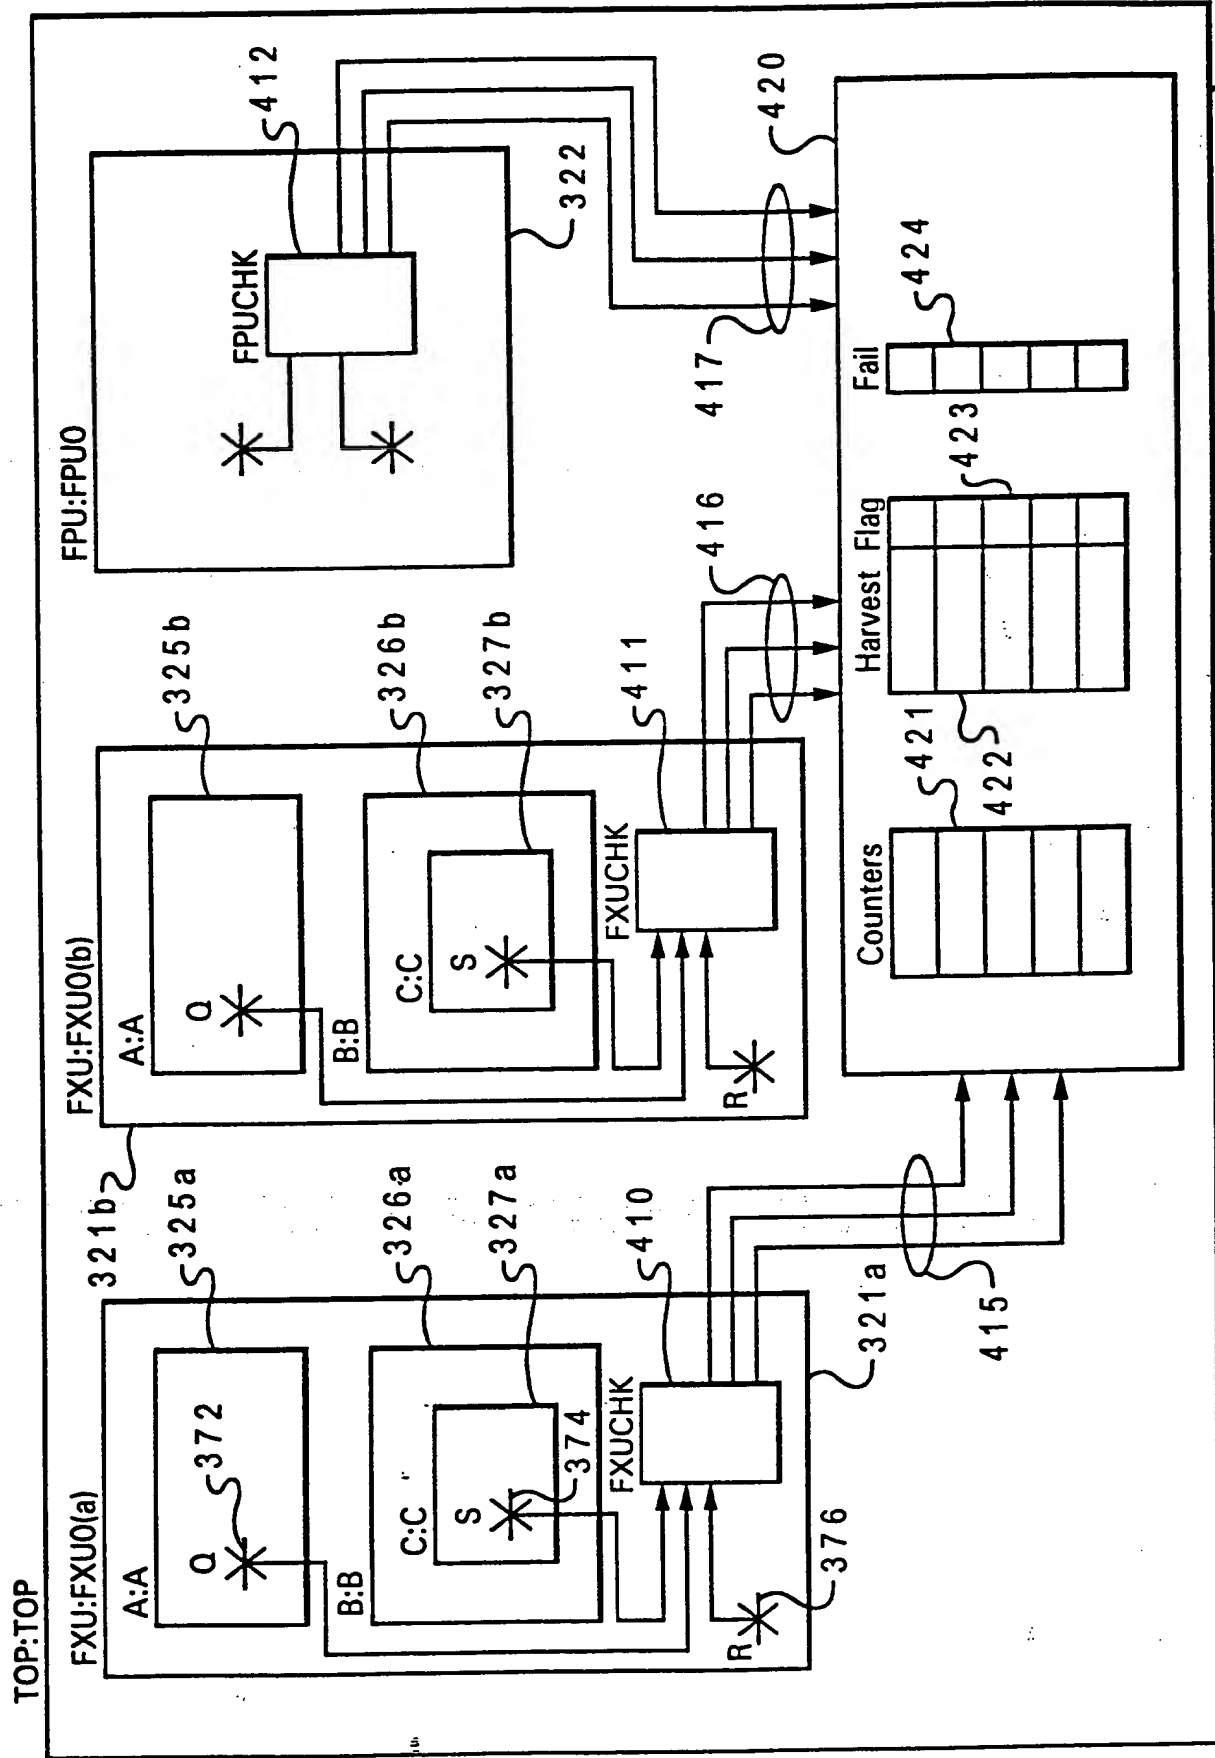 TOP:TOP
FXU:FXU0(a)
A:A
Q
372
325a
B:B
C:C
S
374
326a
327a
FXUCHK
410
R
376
321a
415
321b
FXU:FXU0(b)
A:A
Q
325b
B:B
C:C
S
326b
327b
FXUCHK
411
R
416
FPU:FPU0
FPUCHK
412
322
417
420
Counters
421
Harvest Flag
422
423
Fail
424